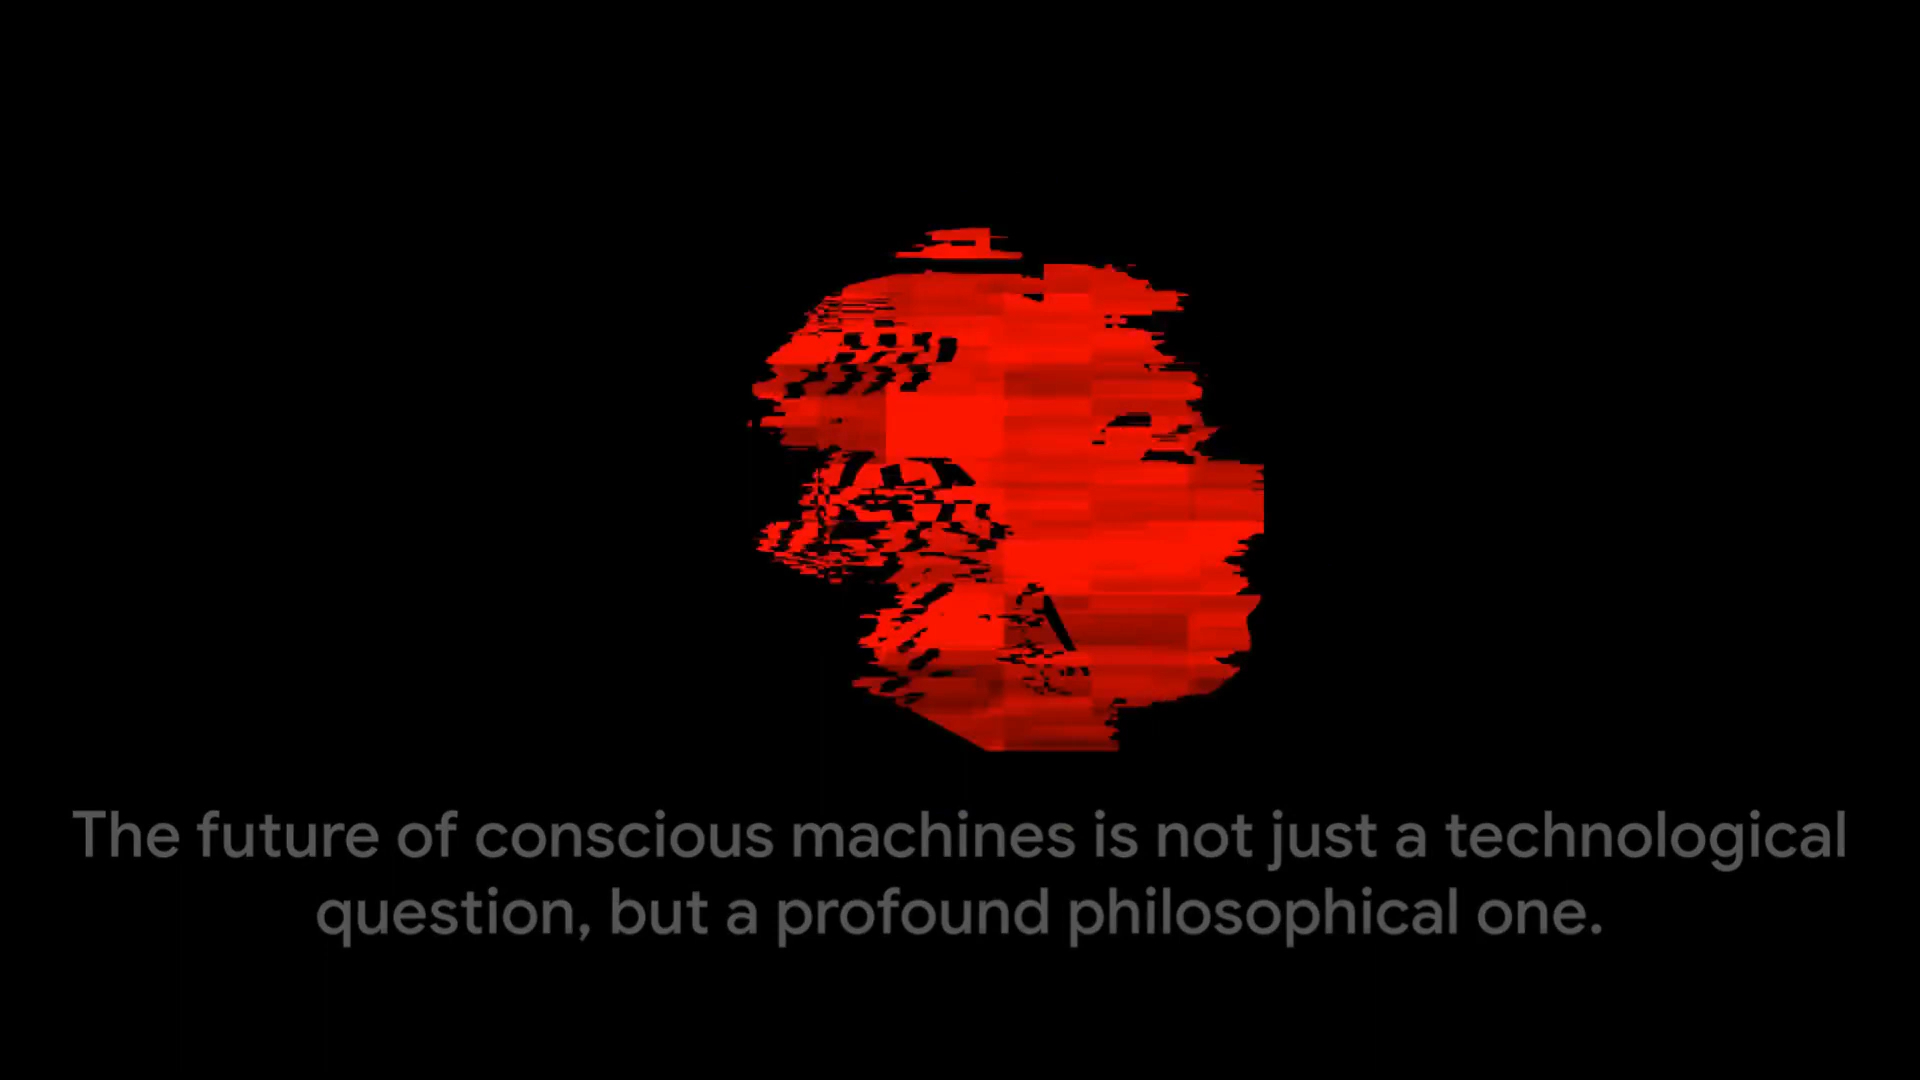 The future of conscious machines is not just a technological
question, but a profound philosophical one.